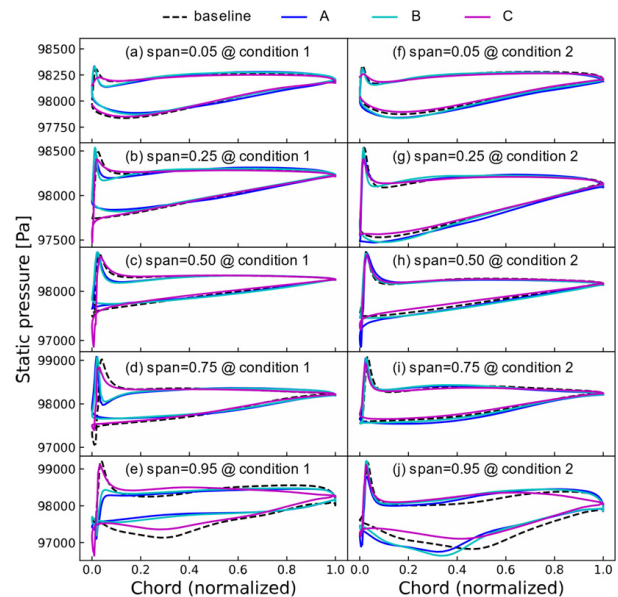 baseline A B C
(a) span=0.05 @ condition 1
(f) span=0.05 @ condition 2
98500
98250
98000
97750
(b) span=0.25 @ condition 1
(g) span=0.25 @ condition 2
98500
98000
97500
(c) span=0.50 @ condition 1
(h) span=0.50 @ condition 2
98000
97000
(d) span=0.75 @ condition 1
(i) span=0.75 @ condition 2
99000
98000
97000
(e) span=0.95 @ condition 1
(j) span=0.95 @ condition 2
99000
98000
97000
Static pressure [Pa]
0.0 0.2 0.4 0.6 0.8 1.0 0.0 0.2 0.4 0.6 0.8 1.0
Chord (normalized) Chord (normalized)